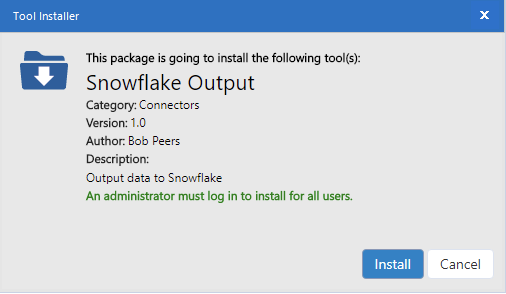 Tool Installer
x
This package is going to install the following tool(s):
Snowflake Output
Category: Connectors
Version: 1.0
Author: Bob Peers
Description:
Output data to Snowflake
An administrator must log in to install for all users.
Install Cancel